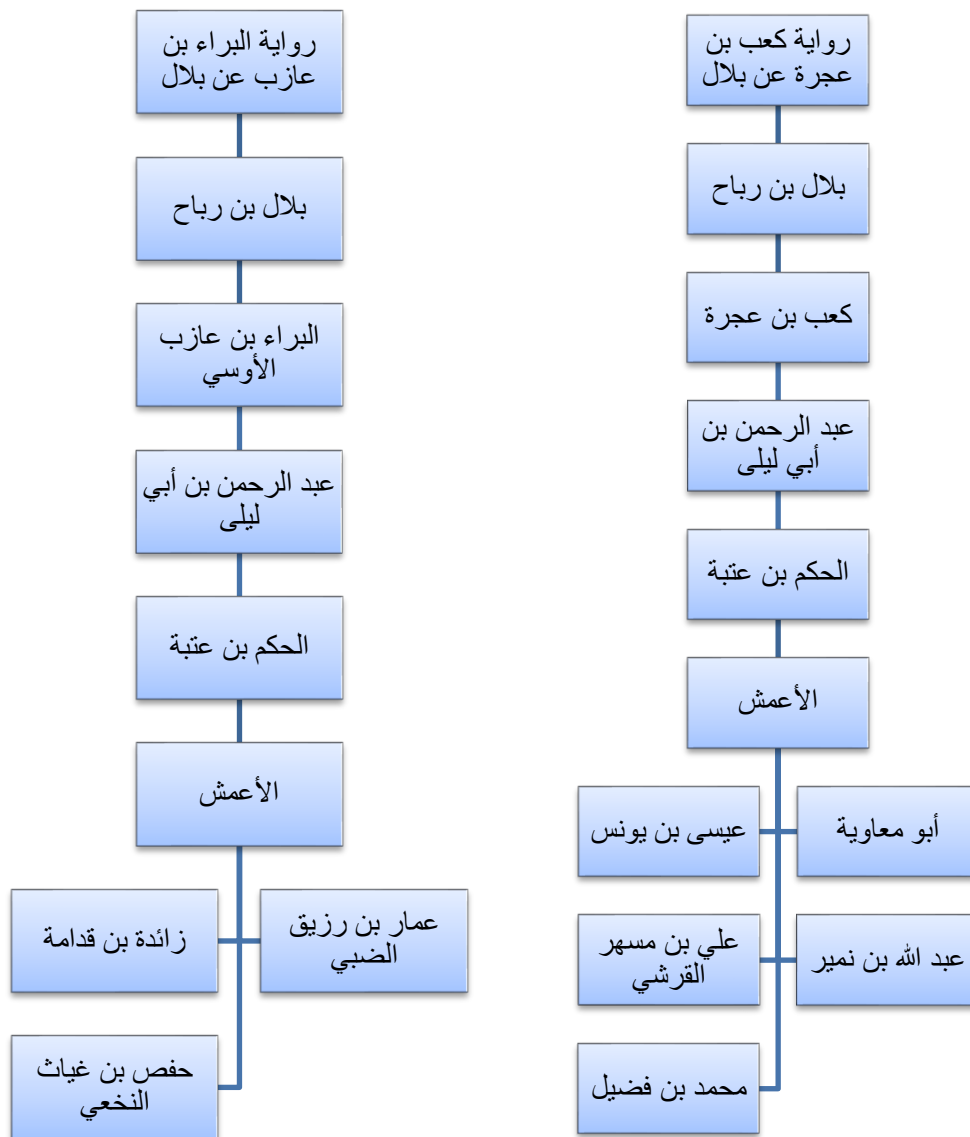 رواية كعب بن
عجرة عن بلال
بلال بن رباح
كعب بن عجرة
عبد الرحمن بن
أبي ليلى
الحكم بن عتبة
الأعمش
أبو معاوية
عيسى بن يونس
عبد الله بن نمير
علي بن مسهر
القرشي
محمد بن فضيل
رواية البراء بن
عازب عن بلال
بلال بن رباح
البراء بن عازب
الأوسي
عبد الرحمن بن أبي
ليلى
الحكم بن عتبة
الأعمش
عمار بن رزيق
الضبي
زائدة بن قدامة
حفص بن غياث
النخعي